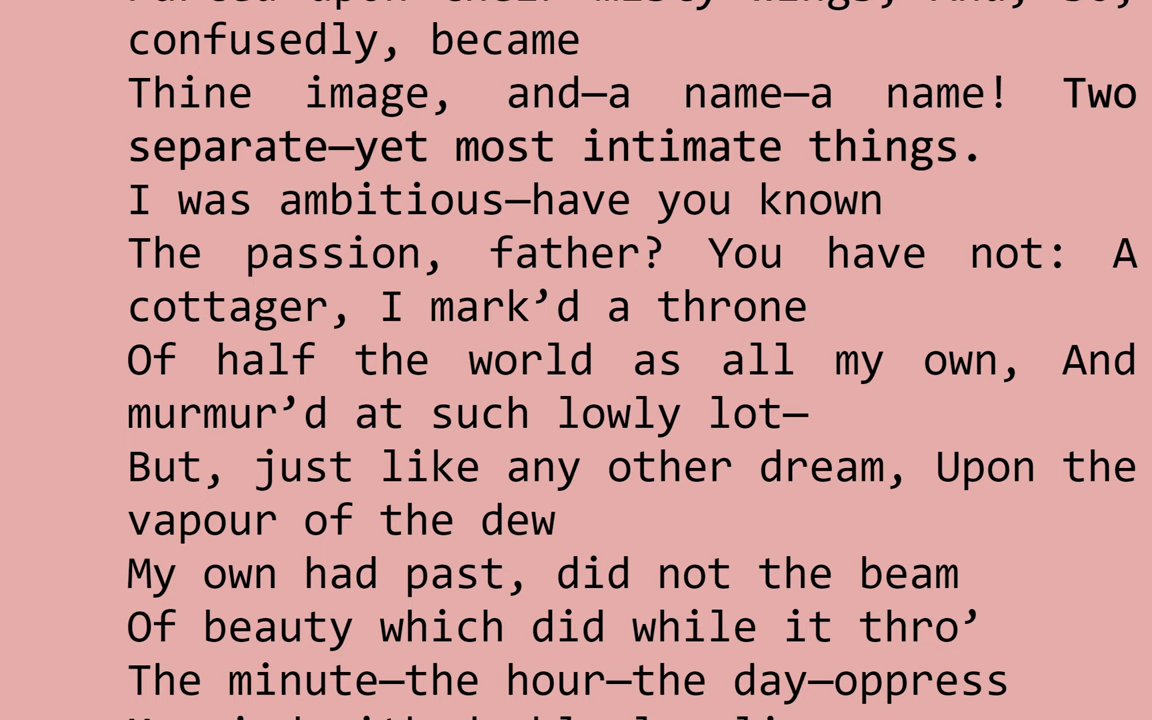 confusedly, became
Thine image, and—a name—a name! Two
separate—yet most intimate things.
I was ambitious—have you known
The passion, father? You have not: A
cottager, I mark’d a throne
Of half the world as all my own, And
murmur’d at such lowly lot—
But, just like any other dream, Upon the
vapour of the dew
My own had past, did not the beam
Of beauty which did while it thro’
The minute—the hour—the day—oppress